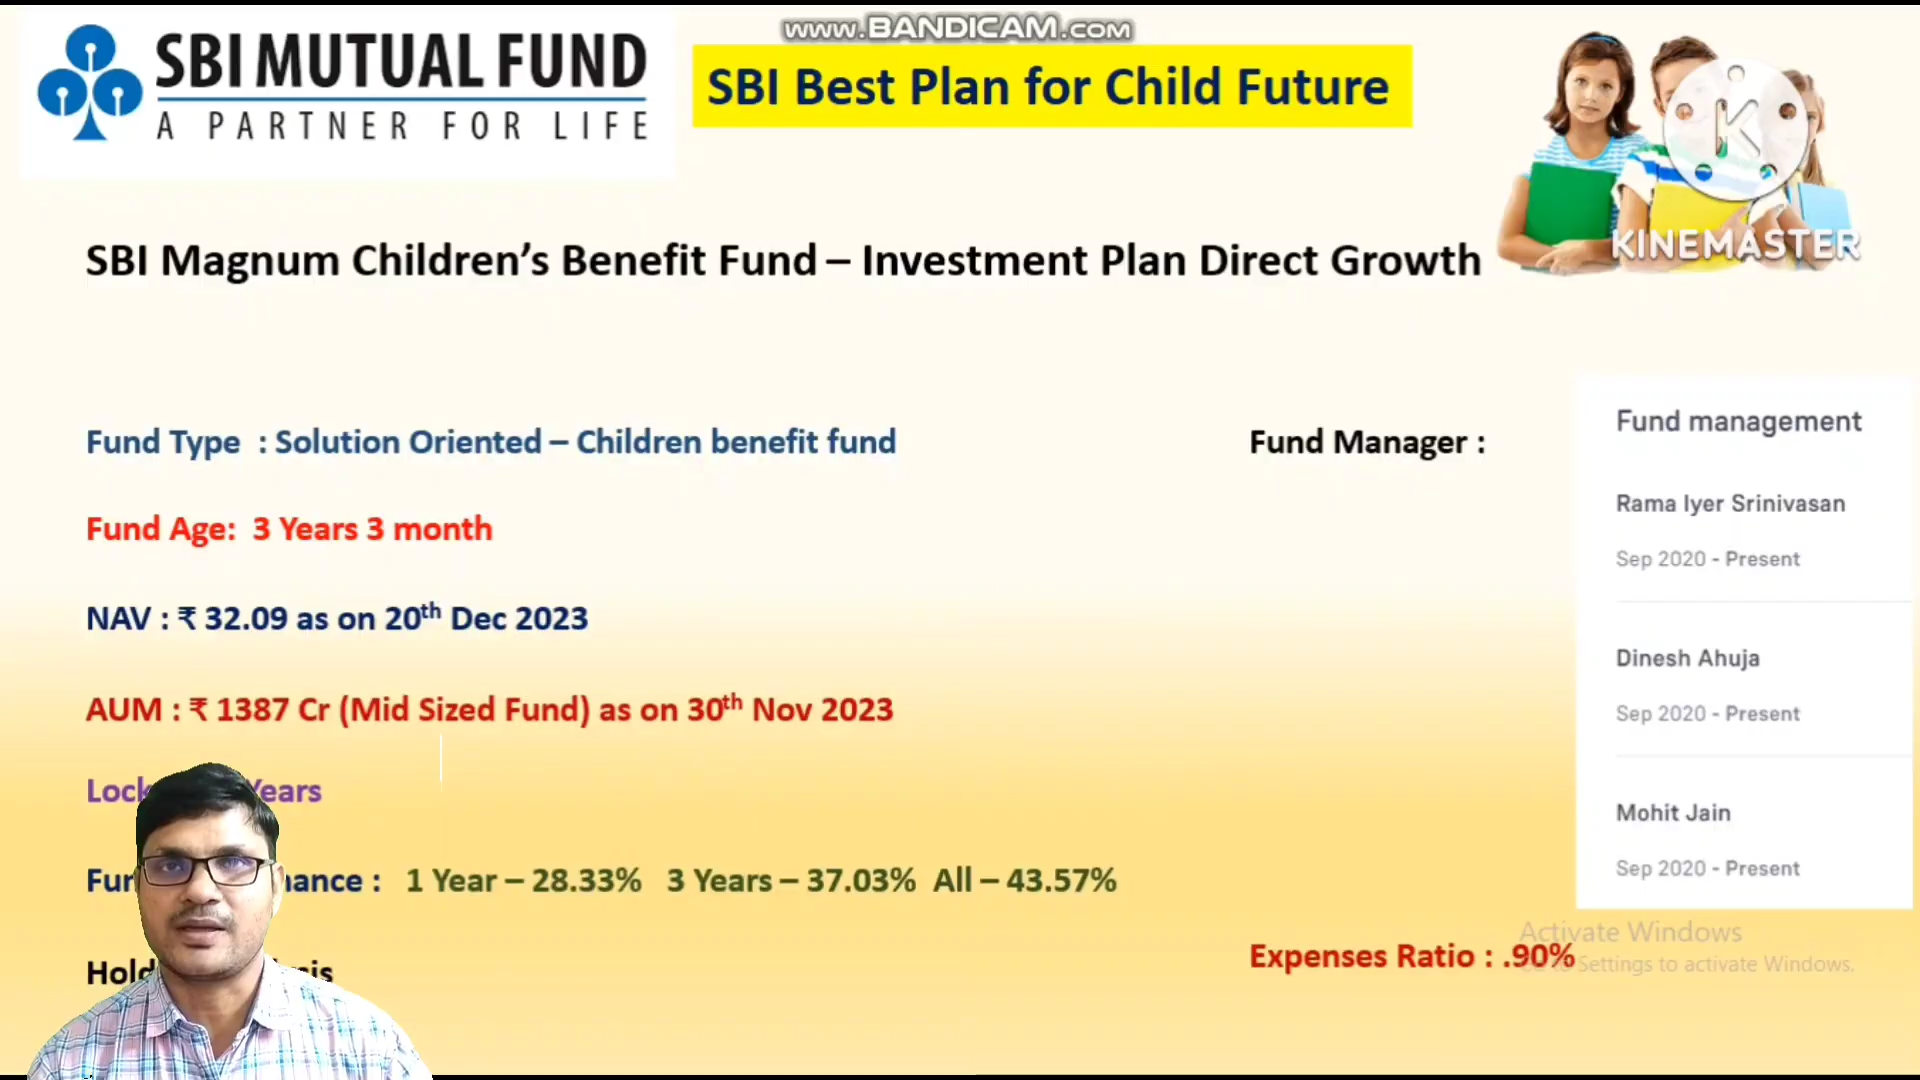 www.BANDICAM.com
SBI MUTUAL FUND
A PARTNER FOR LIFE
SBI Best Plan for Child Future
K
KINEMASTER
SBI Magnum Children’s Benefit Fund – Investment Plan Direct Growth
Fund Type : Solution Oriented – Children benefit fund
Fund Age: 3 Years 3 month
NAV : ₹ 32.09 as on 20th Dec 2023
AUM : ₹ 1387 Cr (Mid Sized Fund) as on 30th Nov 2023
Lock Years
1 Year – 28.33% 3 Years – 37.03% All – 43.57%
Fund Manager :
Fund management
Rama Iyer Srinivasan
Sep 2020 - Present
Dinesh Ahuja
Sep 2020 - Present
Mohit Jain
Sep 2020 - Present
Expenses Ratio : .90%
Activate Windows
Settings to activate Windows.